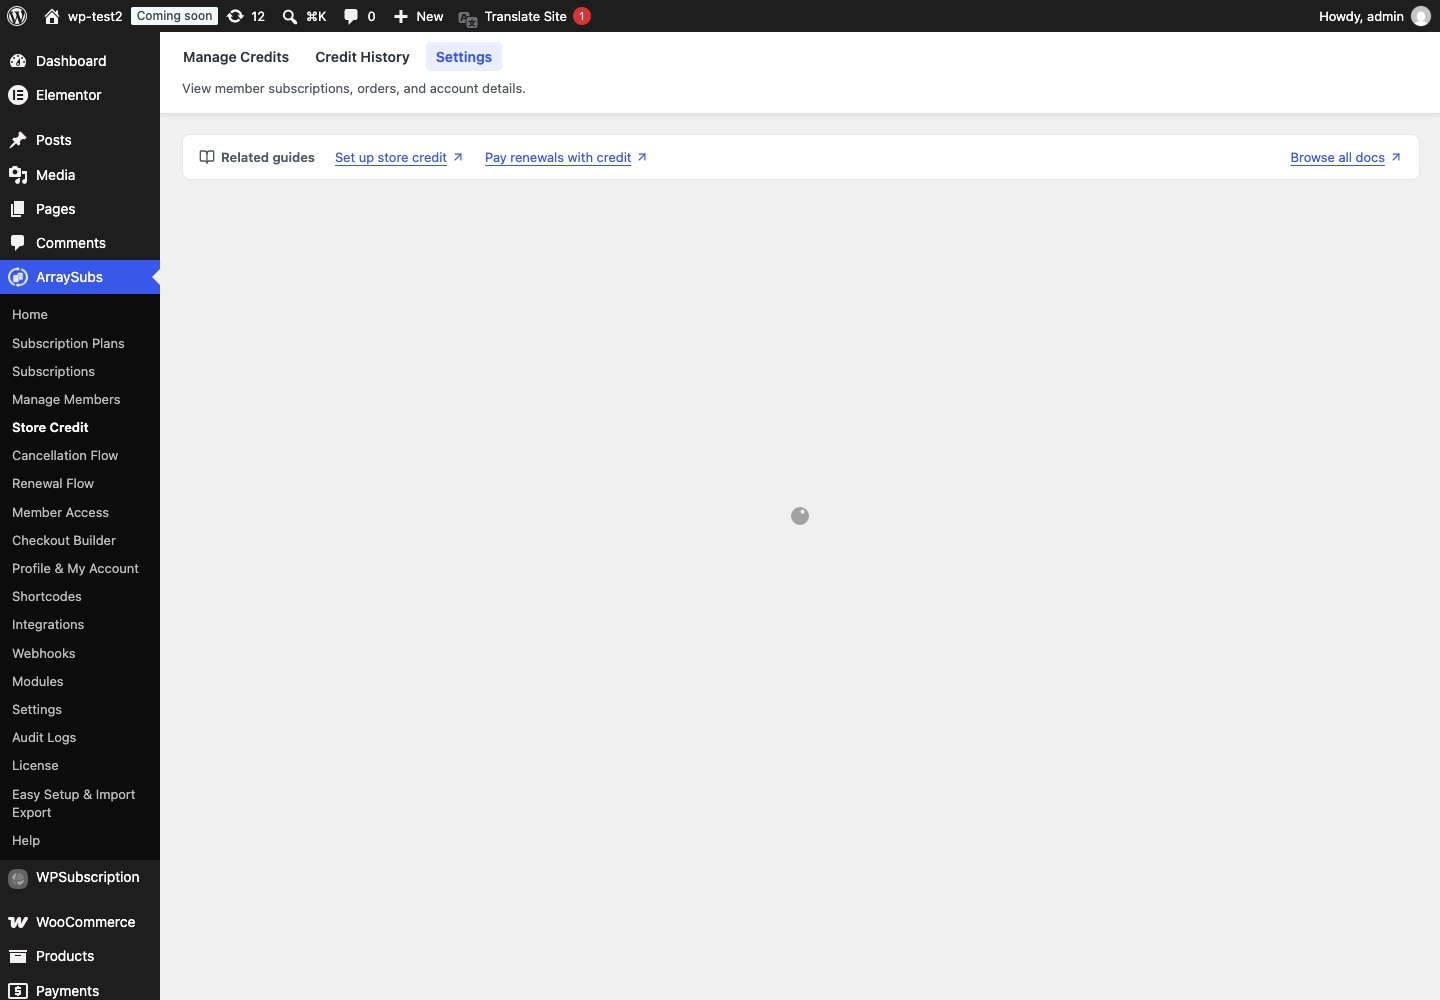 wp-test2
Coming soon
12
⌘K
0
New
Translate Site
1
Howdy, admin
Dashboard
Elementor
Posts
Media
Pages
Comments
ArraySubs
Home
Subscription Plans
Subscriptions
Manage Members
Store Credit
Cancellation Flow
Renewal Flow
Member Access
Checkout Builder
Profile & My Account
Shortcodes
Integrations
Webhooks
Modules
Settings
Audit Logs
License
Easy Setup & Import
Export
Help
WPSubscription
WooCommerce
Products
Payments
Manage Credits
Credit History
Settings
View member subscriptions, orders, and account details.
Related guides
Set up store credit
Pay renewals with credit
Browse all docs